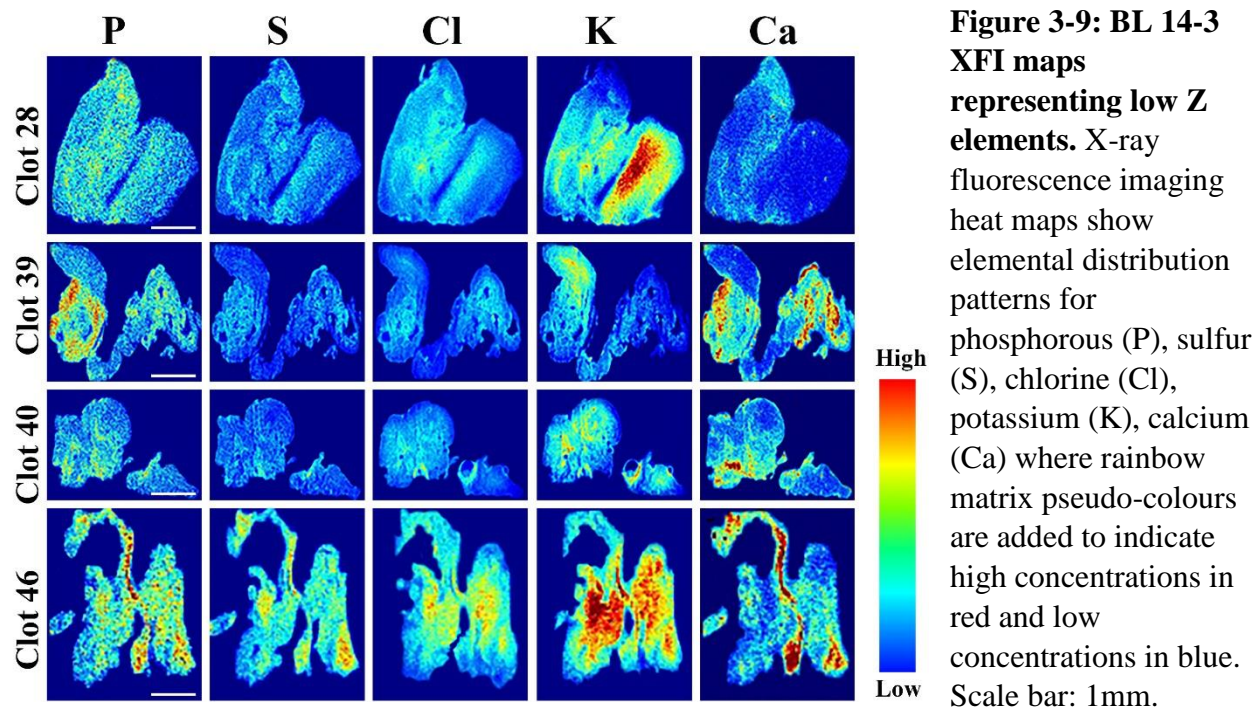 P S Cl K Ca
Clot 28
Clot 39
Clot 40
Clot 46
High
Low
Figure 3-9: BL 14-3
XFI maps
representing low Z
elements. X-ray
fluorescence imaging
heat maps show
elemental distribution
patterns for
phosphorous (P), sulfur
(S), chlorine (Cl),
potassium (K), calcium
(Ca) where rainbow
matrix pseudo-colours
are added to indicate
high concentrations in
red and low
concentrations in blue.
Scale bar: 1mm.